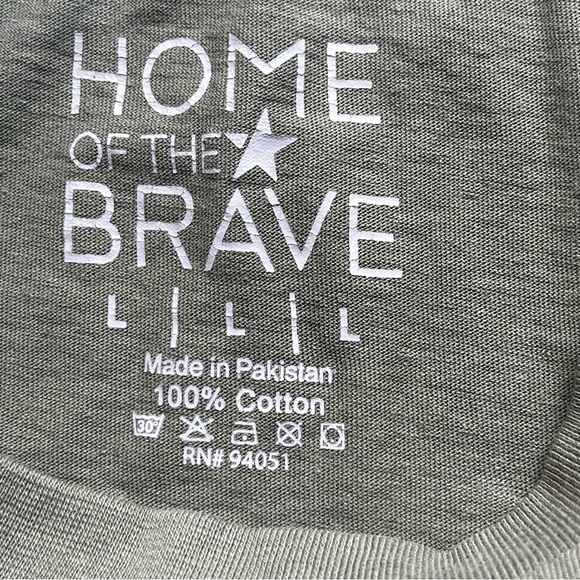 HOME
OF THE
BRAVE
L | L | L
Made in Pakistan
100% Cotton
30°
RN# 94051